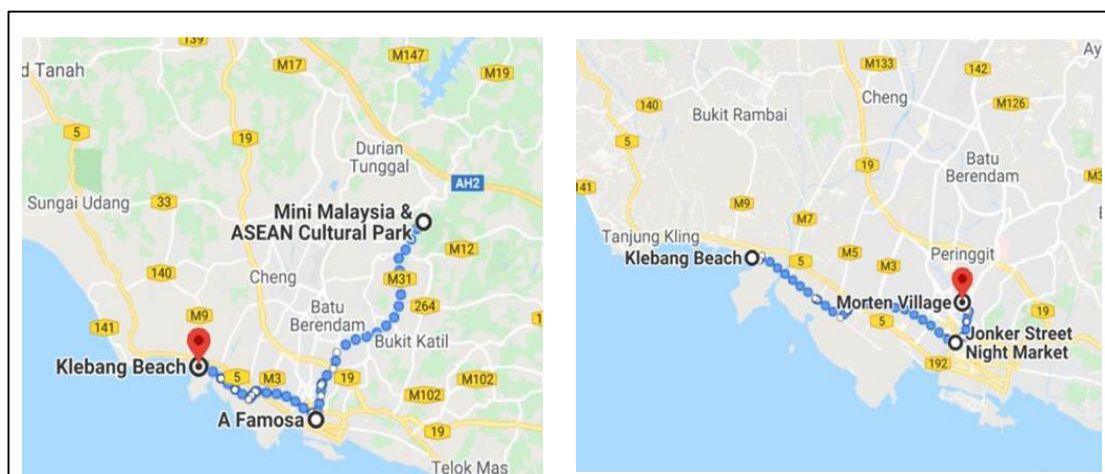 139
M147
M17
M19
d Tanah
5
19
Durian
Tunggal
AH2
Sungai Udang
33
Mini Malaysia &
ASEAN Cultural Park
M12
M31
140
Cheng
264
M9
141
Batu
Berendam
Bukit Katil
Klebang Beach
5
M3
19
M102
M102
A Famosa
19
Telok Mas
M133
142
Ay
Cheng
140
Bukit Rambai
M126
5
19
Batu
Berendam
141
M9
M7
Tanjung Kling
M5
Peringgit
Klebang Beach
5
M3
Morten Village
19
5
Jonker Street
Night Market
192